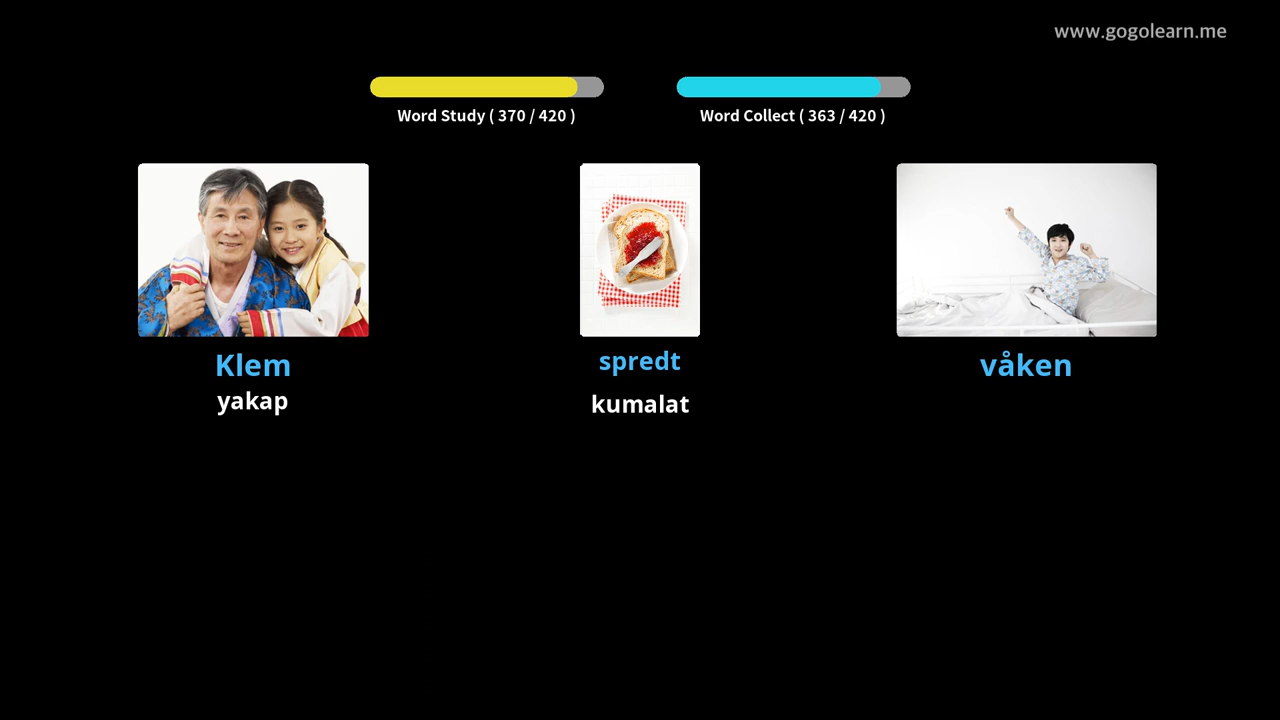 www.gogolearn.me
Word Study ( 370 / 420 )
Word Collect ( 363 / 420 )
Klem
yakap
spredt
kumalat
våken